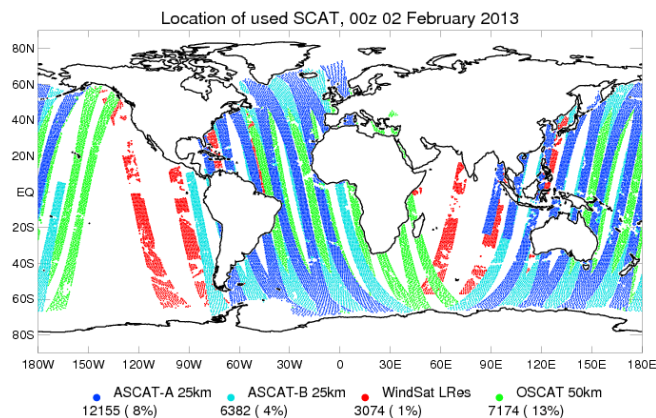 Location of used SCAT, 00z 02 February 2013
80N
60N
40N
20N
EQ
20S
40S
60S
80S
180W 150W 120W 90W 60W 30W 0 30E 60E 90E 120E 150E 180E
ASCAT-A 25km ASCAT-B 25km WindSat LRes OSCAT 50km
12155 ( 8%) 6382 ( 4%) 3074 ( 1%) 7174 ( 13%)